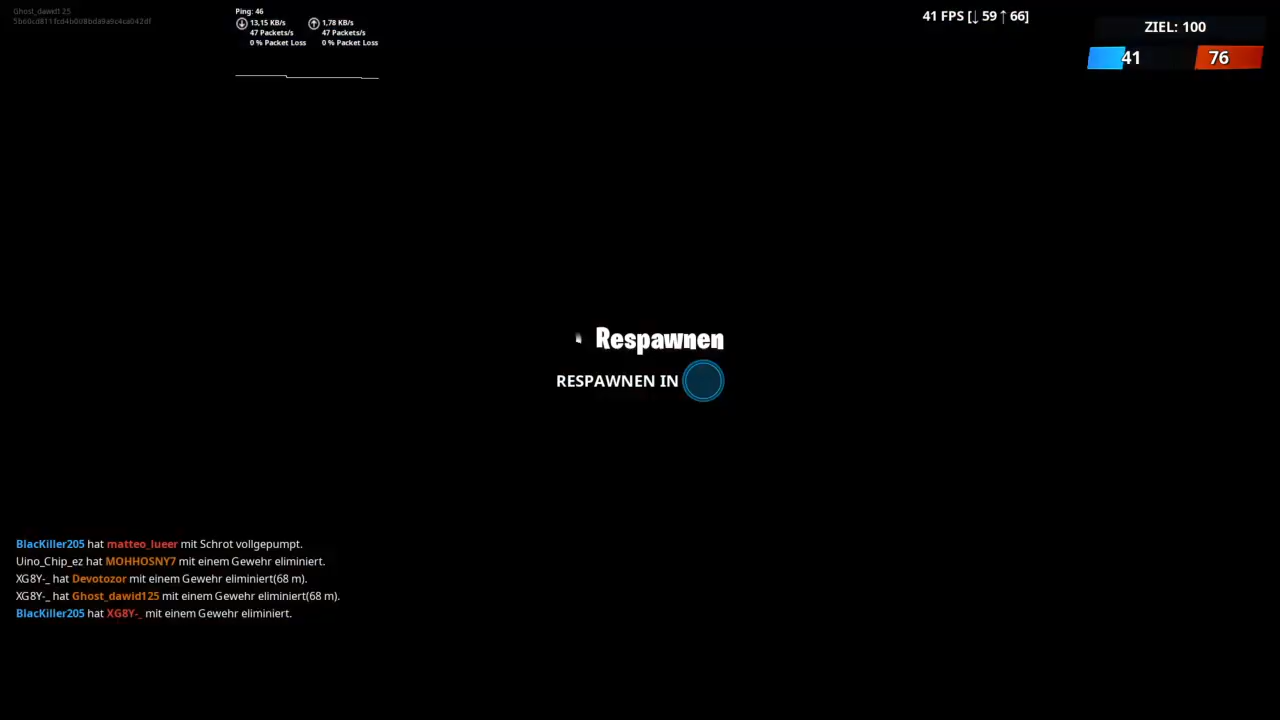 Ghost_dawid125
Ping: 46
13,15 KB/s
1,78 KB/s
47 Packets/s
47 Packets/s
0 % Packet Loss
0 % Packet Loss
41 FPS [↓ 59 ↑ 66]
ZIEL: 100
41
76
Respawnen
RESPAWNEN IN
BlacKiller205 hat matteo_lueer mit Schrot vollgepumpt.
Uino_Chip_ez hat MOHHOSNY7 mit einem Gewehr eliminiert.
XG8Y-_ hat Devotozor mit einem Gewehr eliminiert(68 m).
XG8Y-_ hat Ghost_dawid125 mit einem Gewehr eliminiert(68 m).
BlacKiller205 hat XG8Y-_ mit einem Gewehr eliminiert.